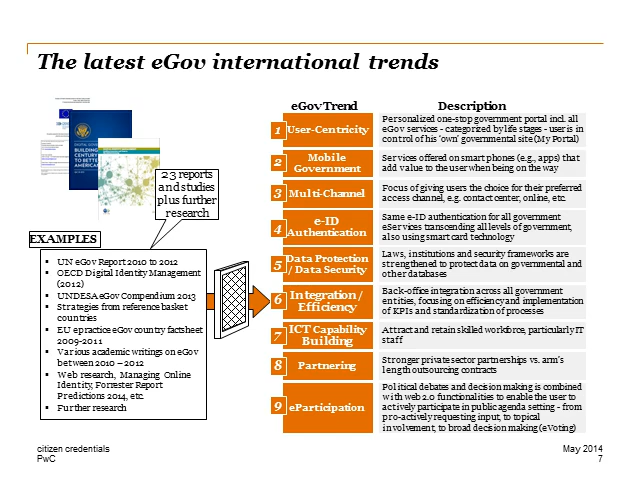 The latest eGov international trends
BUILDING
CENTURY
TO BETTER
AMERICAN
23 reports
and studies
plus further
research
EXAMPLES
▪ UN eGov Report 2010 to 2012
▪ OECD Digital Identity Management
(2012)
▪ UNDESA eGov Compendium 2013
▪ Strategies from reference basket
countries
▪ EU epractice eGov country factsheet
2009-2011
▪ Various academic writings on eGov
between 2010 – 2012
▪ Web research, Managing Online
Identity, Forrester Report
Predictions 2014, etc.
▪ Further research
eGov Trend Description
1 User-Centricity
Personalized one-stop government portal incl. all
eGov services - categorized by life stages - user is in
control of his 'own' governmental site (My Portal)
2 Mobile
Government
Services offered on smart phones (e.g., apps) that
add value to the user when being on the way
3 Multi-Channel
Focus of giving users the choice for their preferred
access channel, e.g. contact center, online, etc.
4 e-ID
Authentication
Same e-ID authentication for all government
eServices transcending all levels of government,
also using smart card technology
5 Data Protection
/ Data Security
Laws, institutions and security frameworks are
strengthened to protect data on governmental and
other databases
6 Integration /
Efficiency
Back-office integration across all government
entities, focusing on efficiency and implementation
of KPIs and standardization of processes
7 ICT Capability
Building
Attract and retain skilled workforce, particularly IT
staff
8 Partnering
Stronger private sector partnerships vs. arm's
length outsourcing contracts
9 eParticipation
Political debates and decision making is combined
with web 2.0 functionalities to enable the user to
actively participate in public agenda setting - from
pro-actively requesting input, to topical
involvement, to broad decision making (eVoting)
citizen credentials
PwC
May 2014
7